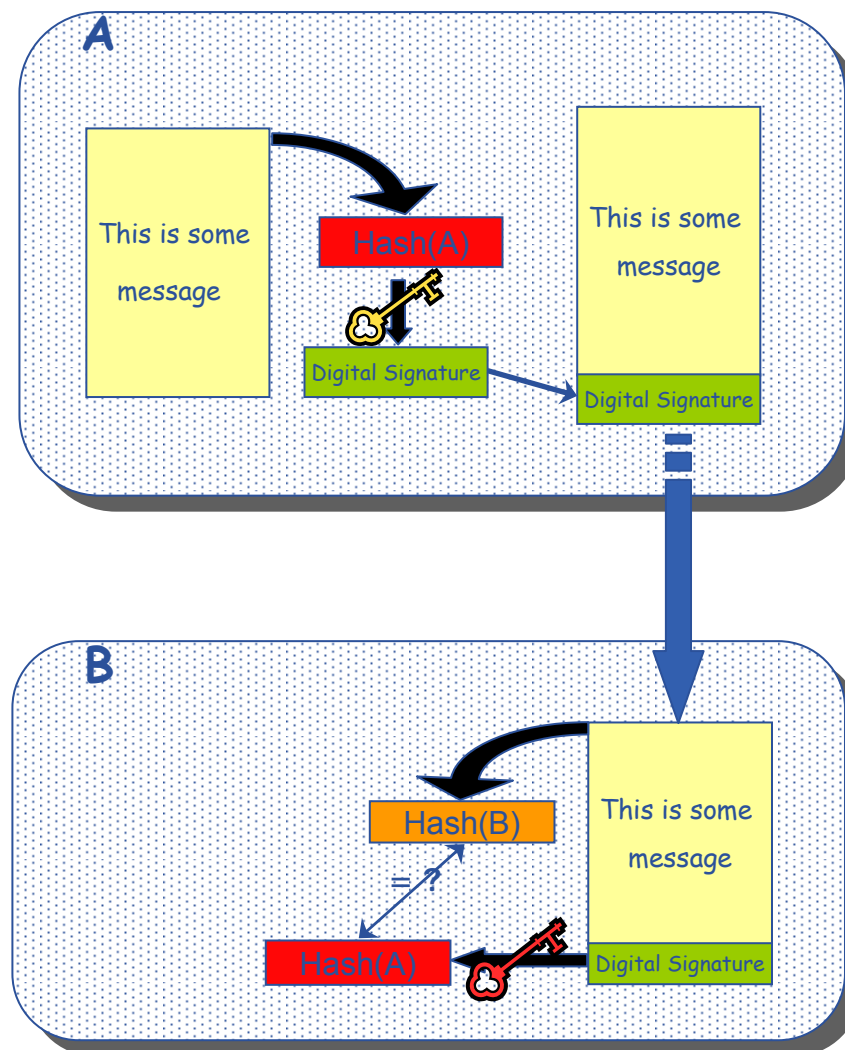 A
This is some
message
Hash(A)
Digital Signature
This is some
message
Digital Signature
B
Hash(B)
= ?
Hash(A)
This is some
message
Digital Signature